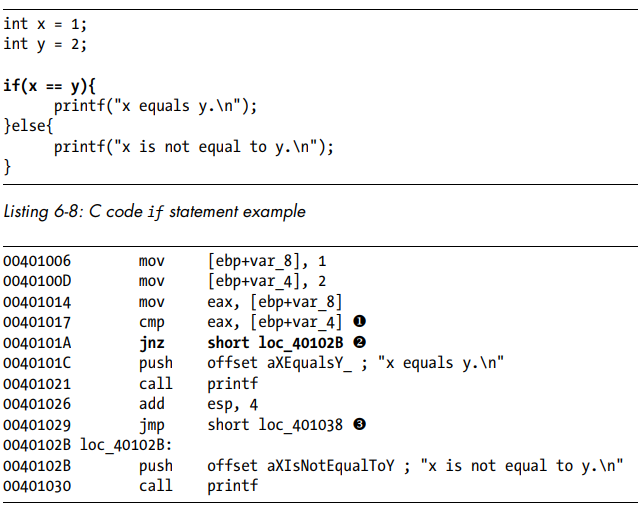 int x = 1;
int y = 2;
if(x == y){
printf("x equals y.\n");
}else{
printf("x is not equal to y.\n");
}
Listing 6-8: C code if statement example
00401006 mov [ebp+var_8], 1
0040100D mov [ebp+var_4], 2
00401014 mov eax, [ebp+var_8]
00401017 cmp eax, [ebp+var_4] ❶
0040101A jnz short loc_40102B ❷
0040101C push offset aXEqualsY_ ; "x equals y.\n"
00401021 call printf
00401026 add esp, 4
00401029 jmp short loc_401038 ❸
0040102B loc_40102B:
0040102B push offset aXIsNotEqualToY ; "x is not equal to y.\n"
00401030 call printf